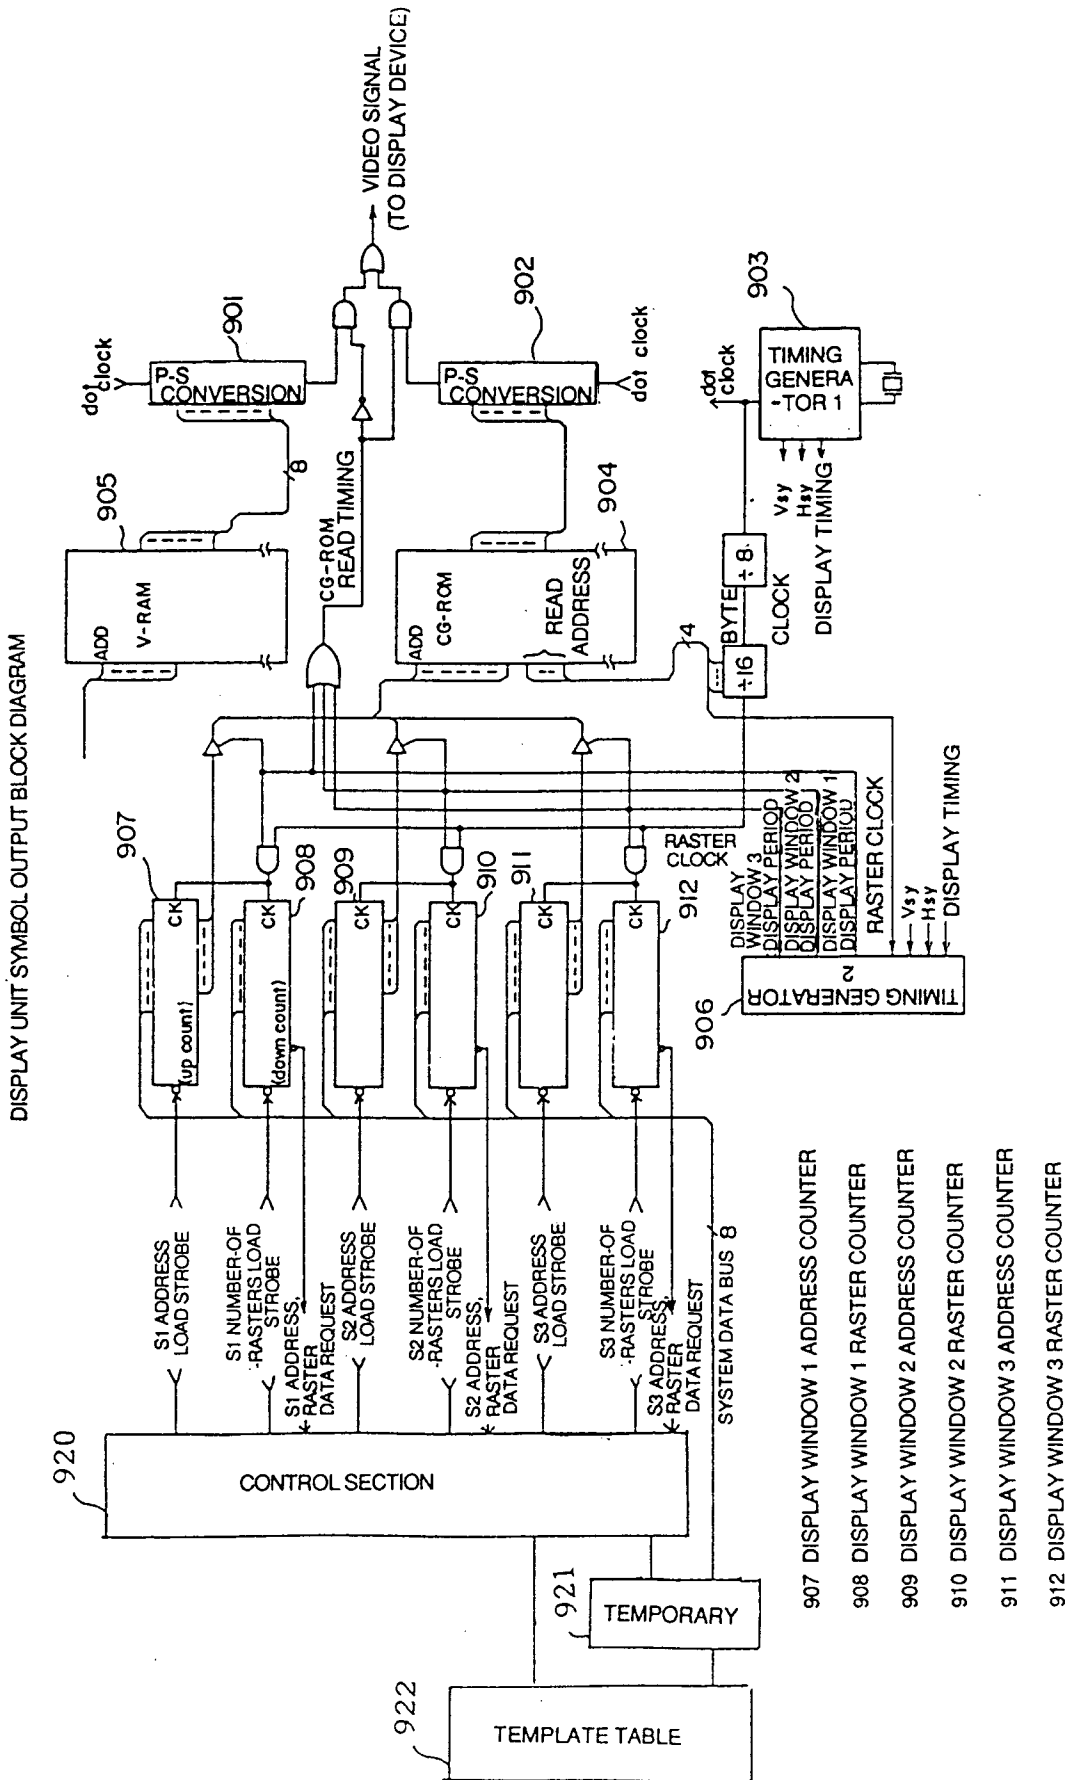 DISPLAY UNIT SYMBOL OUTPUT BLOCK DIAGRAM
922
TEMPLATE TABLE
921
TEMPORARY
920
CONTROL SECTION
S1 ADDRESS
LOAD STROBE
S1 NUMBER-OF
-RASTERS LOAD
STROBE
S1 ADDRESS,
RASTER
DATA REQUEST
S2 ADDRESS
LOAD STROBE
S2 NUMBER-OF
-RASTERS LOAD
STROBE
S2 ADDRESS,
RASTER
DATA REQUEST
S3 ADDRESS
LOAD STROBE
S3 NUMBER-OF
-RASTERS LOAD
STROBE
S3 ADDRESS,
RASTER
DATA REQUEST
SYSTEM DATA BUS 8
907
CK
(up count)
908
CK
(down count)
909
CK
910
CK
911
CK
912
CK
RASTER
CLOCK
DISPLAY
WINDOW 3
DISPLAY PERIOD
DISPLAY WINDOW 2
DISPLAY PERIOD
DISPLAY WINDOW 1
DISPLAY PERIOD
RASTER CLOCK
Vsy
Hsy
DISPLAY TIMING
906
TIMING GENERATOR
2
905
ADD
V-RAM
8
CG-ROM
READ TIMING
904
ADD
CG-ROM
READ
ADDRESS
4
÷16
BYTE
CLOCK
÷8
dot
clock
903
TIMING
GENERA
-TOR 1
Vsy
Hsy
DISPLAY TIMING
dot
clock
P-S
CONVERSION
901
P-S
CONVERSION
902
dot clock
VIDEO SIGNAL
(TO DISPLAY DEVICE)
907 DISPLAY WINDOW 1 ADDRESS COUNTER
908 DISPLAY WINDOW 1 RASTER COUNTER
909 DISPLAY WINDOW 2 ADDRESS COUNTER
910 DISPLAY WINDOW 2 RASTER COUNTER
911 DISPLAY WINDOW 3 ADDRESS COUNTER
912 DISPLAY WINDOW 3 RASTER COUNTER